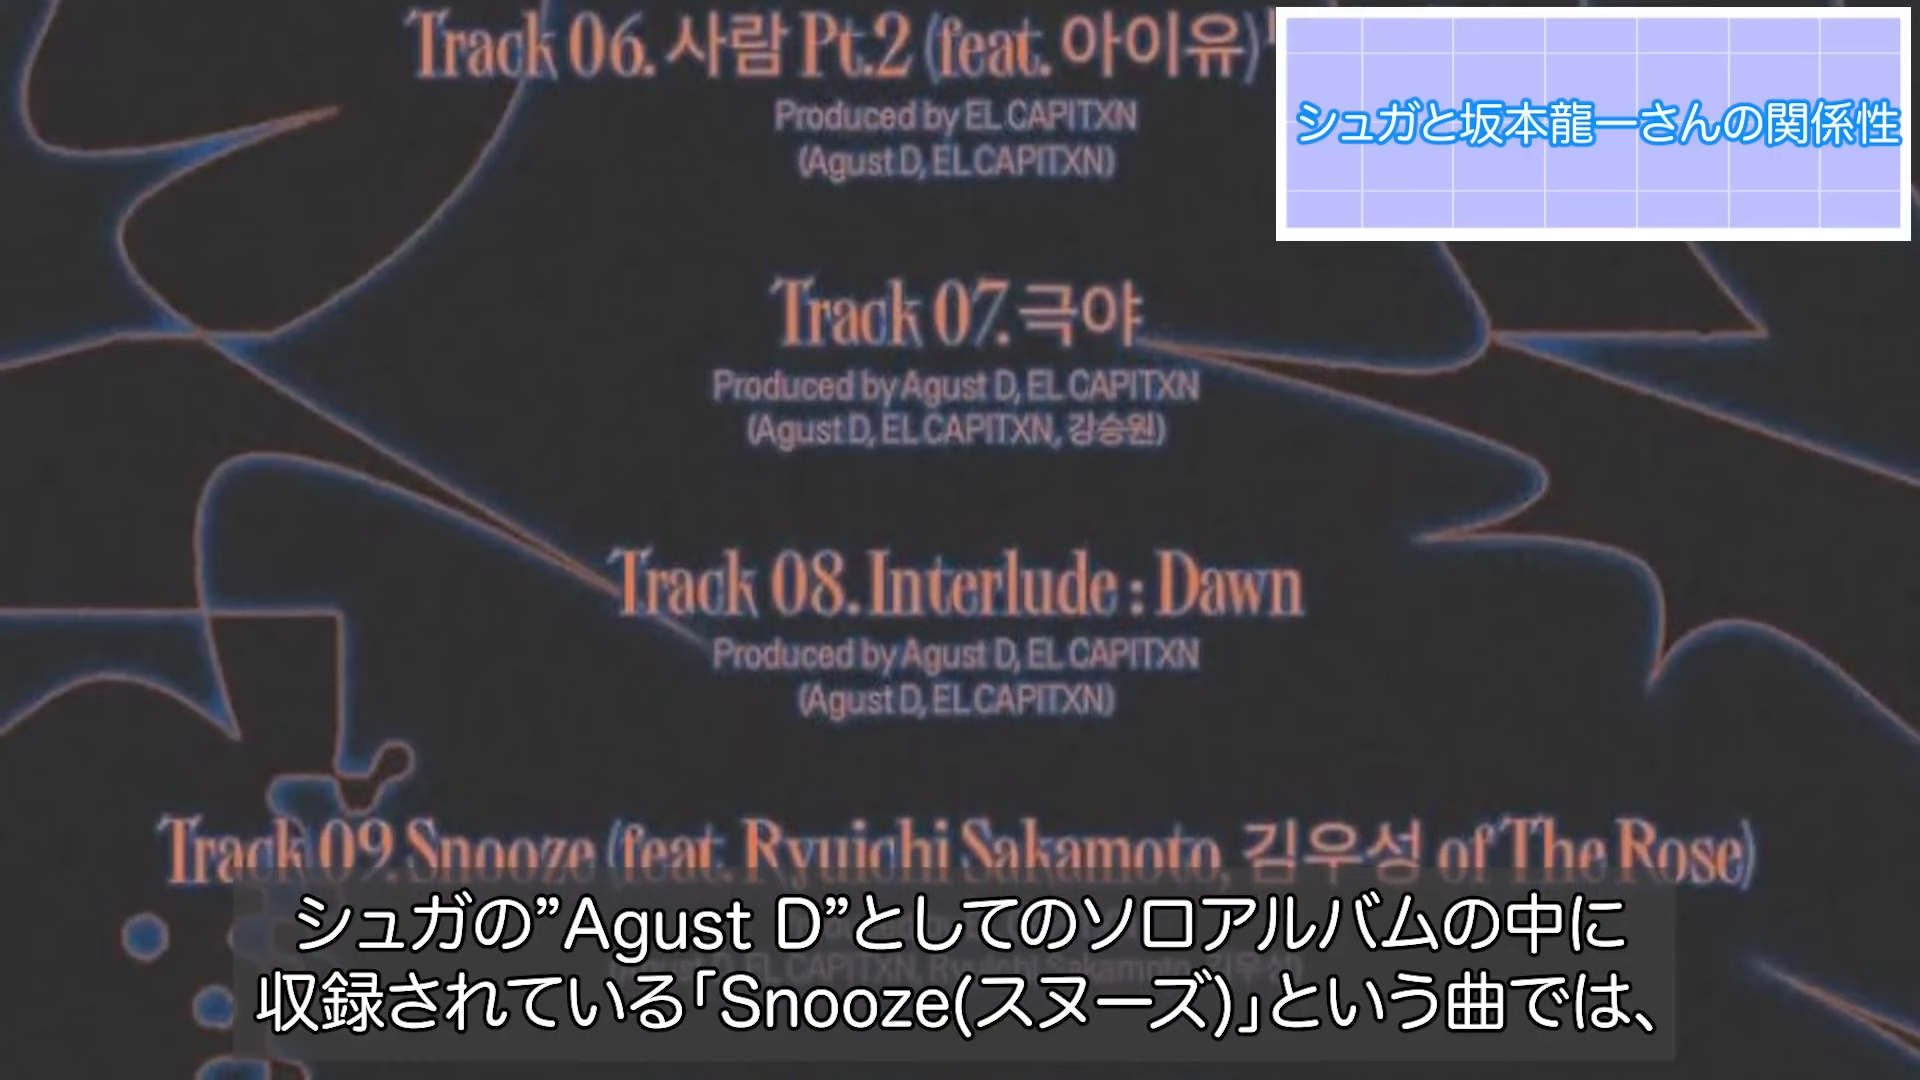 Track 06. 사람 Pt.2 (feat. 아이유)
Produced by EL CAPITXN
(Agust D, EL CAPITXN)
シュガと坂本龍一さんの関係性
Track 07. 극야
Produced by Agust D, EL CAPITXN
(Agust D, EL CAPITXN, 강승원)
Track 08. Interlude : Dawn
Produced by Agust D, EL CAPITXN
(Agust D, EL CAPITXN)
Track 09. Snooze (feat. Ryuichi Sakamoto, 김우성 of The Rose)
シュガの”Agust D”としてのソロアルバムの中に
収録されている「Snooze(スヌーズ)」という曲では、